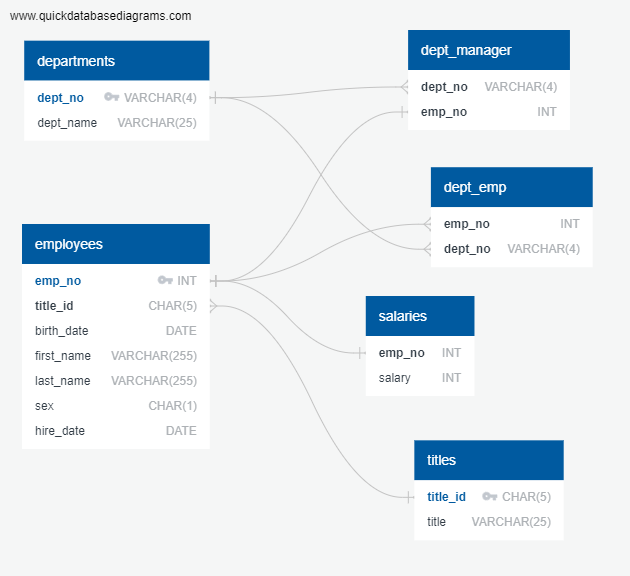 www.quickdatabasediagrams.com
departments
dept_no VARCHAR(4)
dept_name VARCHAR(25)
dept_manager
dept_no VARCHAR(4)
emp_no INT
dept_emp
emp_no INT
dept_no VARCHAR(4)
employees
emp_no INT
title_id CHAR(5)
birth_date DATE
first_name VARCHAR(255)
last_name VARCHAR(255)
sex CHAR(1)
hire_date DATE
salaries
emp_no INT
salary INT
titles
title_id CHAR(5)
title VARCHAR(25)